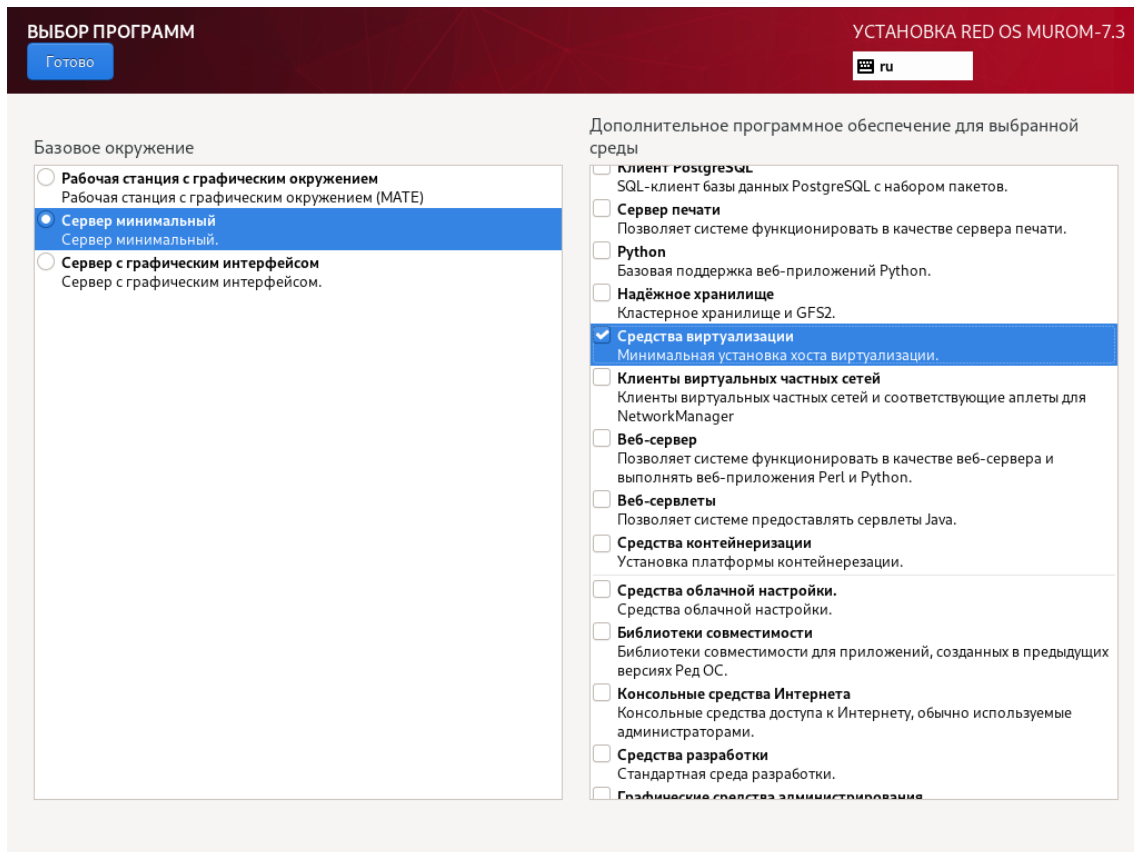 ВЫБОР ПРОГРАММ
УСТАНОВКА RED OS MUROM-7.3
Готово
ru
Базовое окружение
Рабочая станция с графическим окружением
Рабочая станция с графическим окружением (MATE)
Сервер минимальный
Сервер минимальный.
Сервер с графическим интерфейсом
Сервер с графическим интерфейсом.
Дополнительное программное обеспечение для выбранной
среды
Клиент PostgreSQL
SQL-клиент базы данных PostgreSQL с набором пакетов.
Сервер печати
Позволяет системе функционировать в качестве сервера печати.
Python
Базовая поддержка веб-приложений Python.
Надёжное хранилище
Кластерное хранилище и GFS2.
Средства виртуализации
Минимальная установка хоста виртуализации.
Клиенты виртуальных частных сетей
Клиенты виртуальных частных сетей и соответствующие аплеты для
NetworkManager
Веб-сервер
Позволяет системе функционировать в качестве веб-сервера и
выполнять веб-приложения Perl и Python.
Веб-сервлеты
Позволяет системе предоставлять сервлеты Java.
Средства контейнеризации
Установка платформы контейнерезации.
Средства облачной настройки.
Средства облачной настройки.
Библиотеки совместимости
Библиотеки совместимости для приложений, созданных в предыдущих
версиях Ред ОС.
Консольные средства Интернета
Консольные средства доступа к Интернету, обычно используемые
администраторами.
Средства разработки
Стандартная среда разработки.
Графические средства администрирования